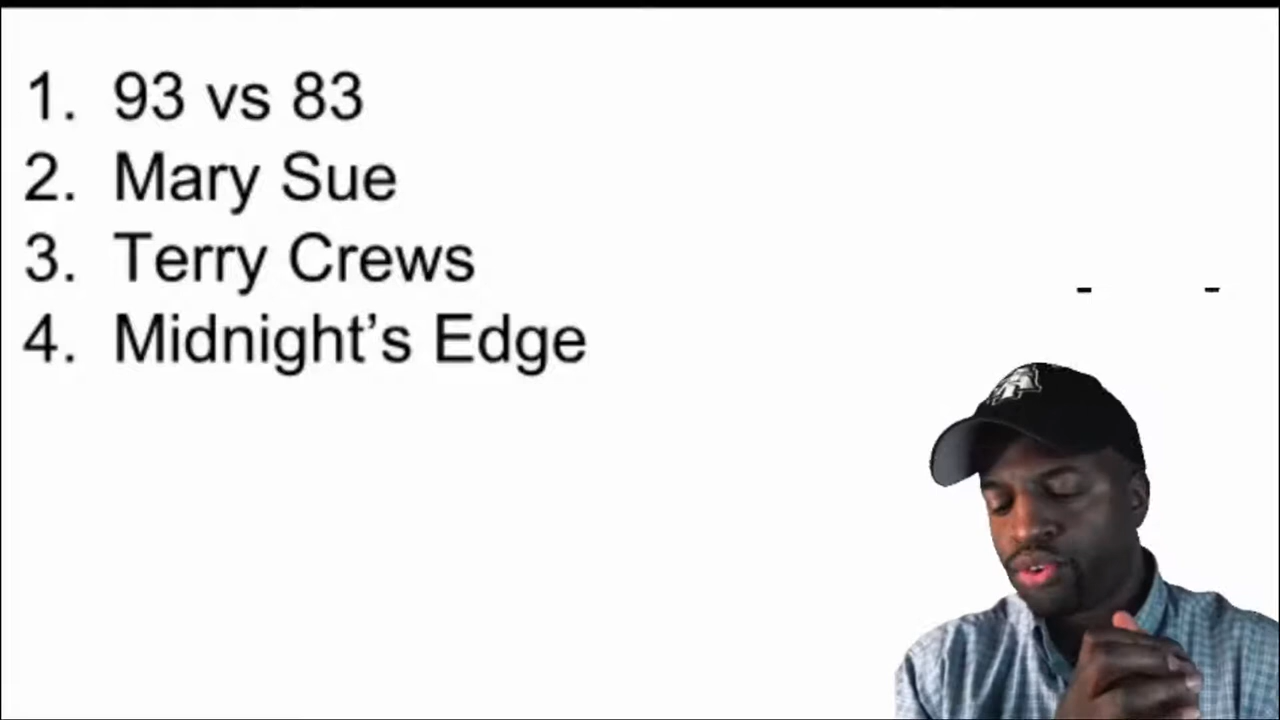 1. 93 vs 83
2. Mary Sue
3. Terry Crews
4. Midnight’s Edge